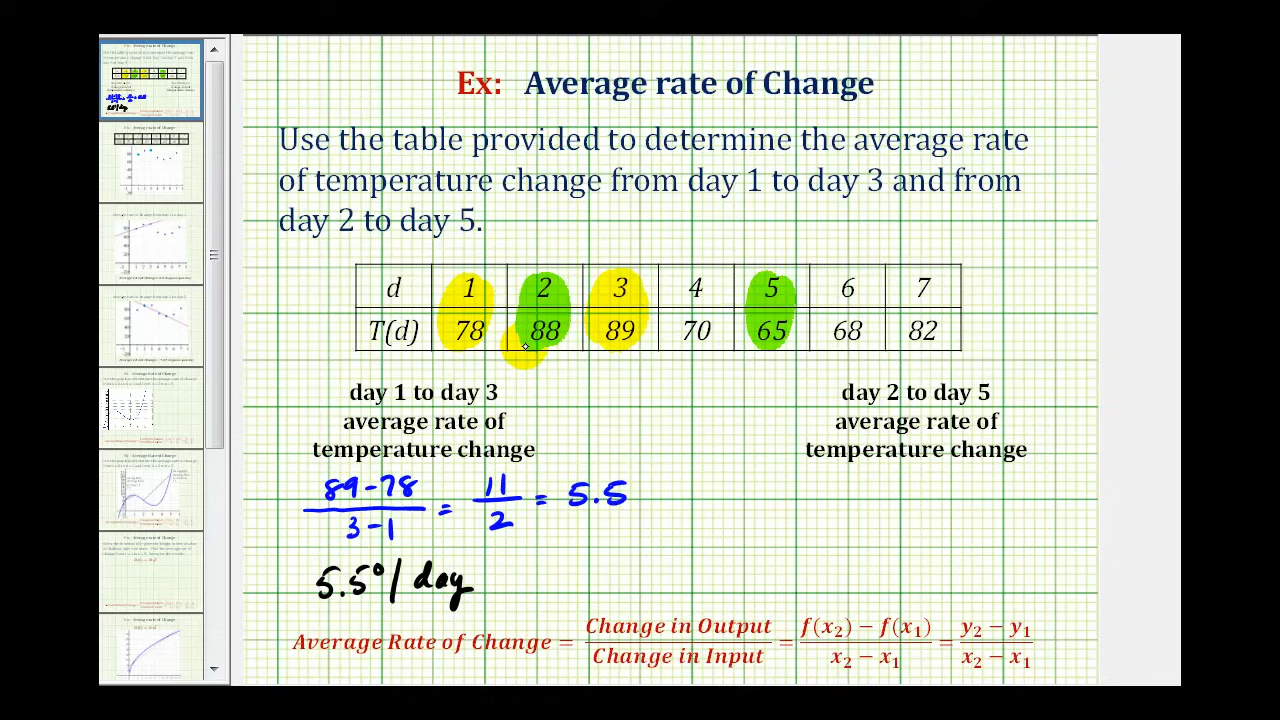 Ex: Average rate of Change
Use the table provided to determine the average rate
of temperature change from day 1 to day 3 and from
day 2 to day 5.
d 1 2 3 4 5 6 7
T(d) 78 88 89 70 65 68 82
day 1 to day 3
average rate of
temperature change
day 2 to day 5
average rate of
temperature change
89-78 / 3-1 = 11 / 2 = 5.5
5.5°/ day
Average Rate of Change = Change in Output / Change in Input = f(x₂) − f(x₁) / x₂ − x₁ = y₂ − y₁ / x₂ − x₁